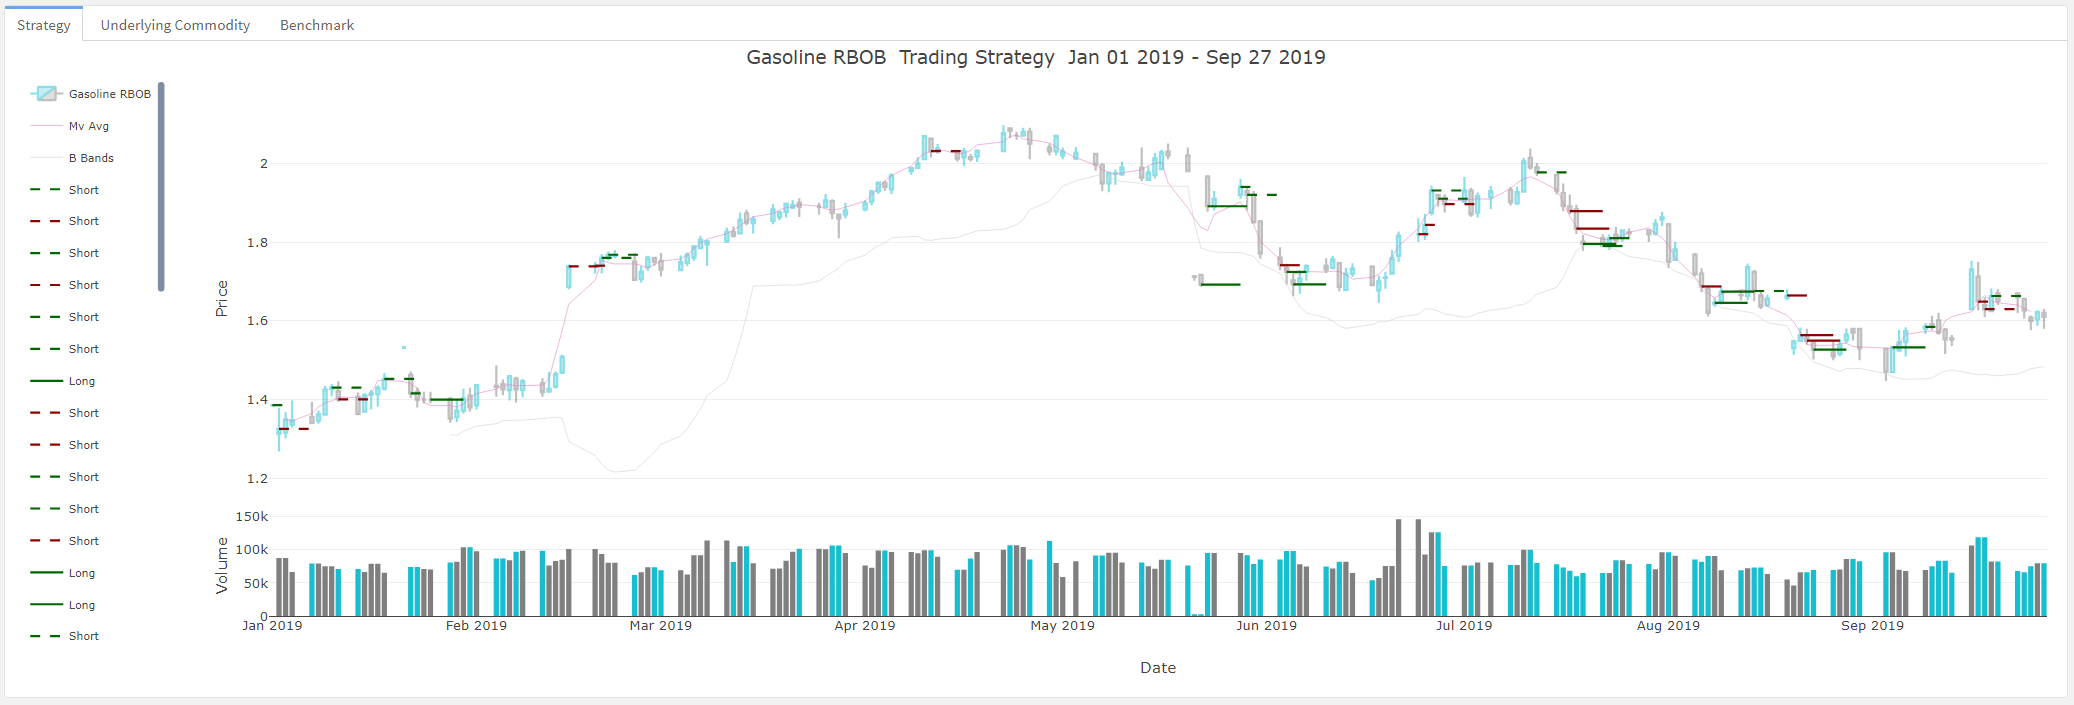 Strategy Underlying Commodity Benchmark
Gasoline RBOB Trading Strategy Jan 01 2019 - Sep 27 2019
Gasoline RBOB
Mv Avg
B Bands
Short
Short
Short
Short
Short
Short
Long
Short
Short
Short
Short
Short
Long
Long
Short
Price
2
1.8
1.6
1.4
1.2
Volume
150k
100k
50k
0
Jan 2019 Feb 2019 Mar 2019 Apr 2019 May 2019 Jun 2019 Jul 2019 Aug 2019 Sep 2019
Date